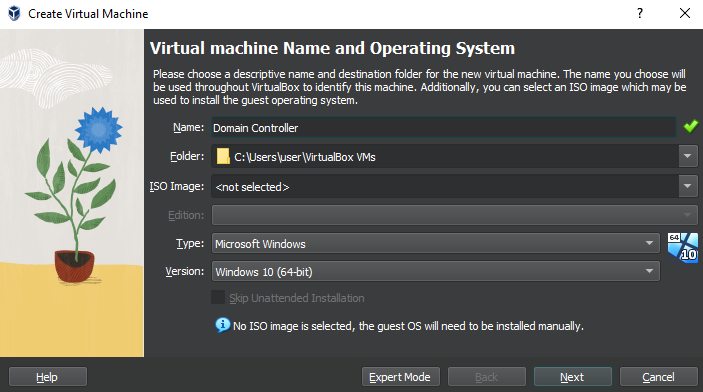 Create Virtual Machine
?
Virtual machine Name and Operating System
Please choose a descriptive name and destination folder for the new virtual machine. The name you choose will
be used throughout VirtualBox to identify this machine. Additionally, you can select an ISO image which may be
used to install the guest operating system.
Name: Domain Controller
Folder: C:\Users\user\VirtualBox VMs
ISO Image: <not selected>
Edition:
Type: Microsoft Windows
64
10
Version: Windows 10 (64-bit)
Skip Unattended Installation
No ISO image is selected, the guest OS will need to be installed manually.
Help Expert Mode Back Next Cancel